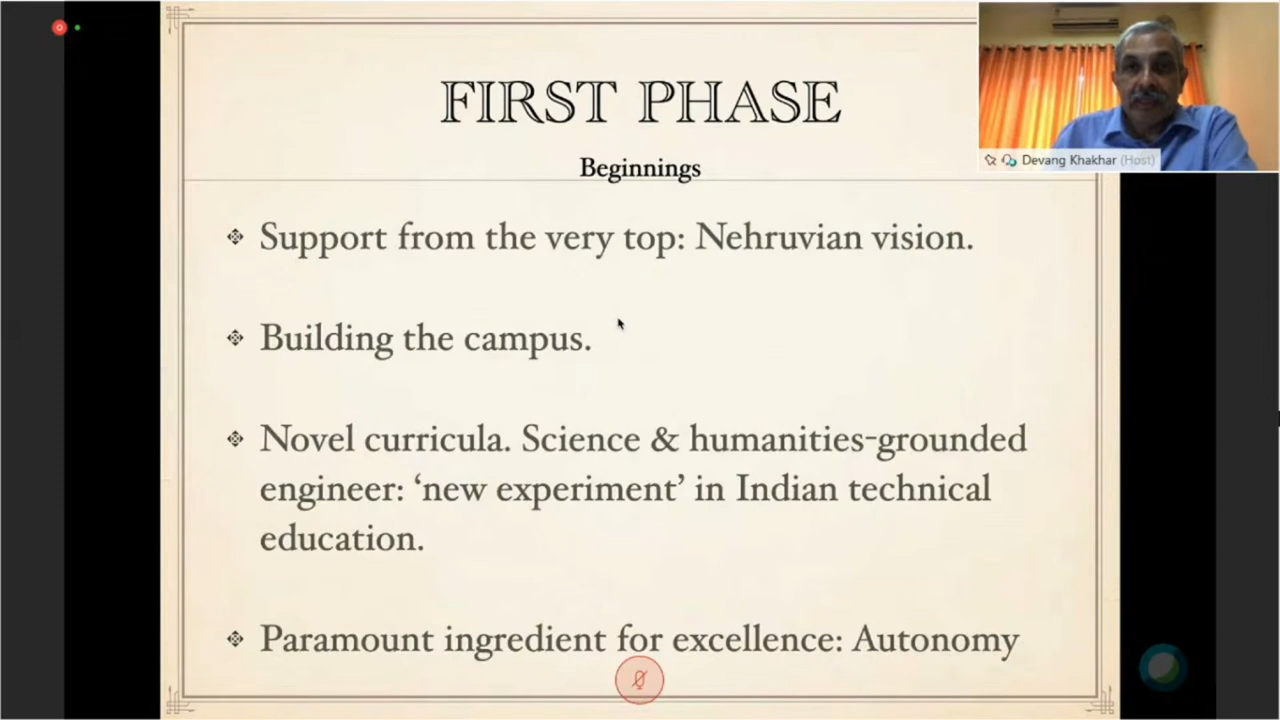 FIRST PHASE
Beginnings
Devang Khakhar (Host)
Support from the very top: Nehruvian vision.
Building the campus.
Novel curricula. Science & humanities-grounded
engineer: ‘new experiment’ in Indian technical
education.
Paramount ingredient for excellence: Autonomy